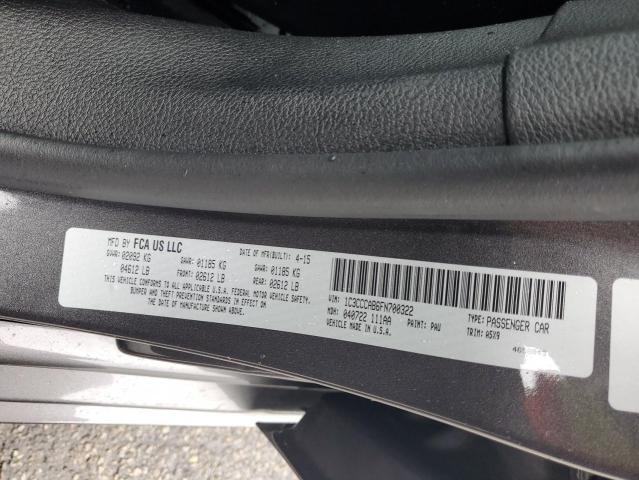 MFD BY FCA US LLC
DATE OF MFR(BUILT): 4-15
GVWR: 02092 KG
04612 LB
GAWR: 01185 KG
FRONT: 02612 LB
GAWR: 01185 KG
REAR: 02612 LB
THIS VEHICLE CONFORMS TO ALL APPLICABLE U.S.A. FEDERAL MOTOR VEHICLE SAFETY,
BUMPER AND THEFT PREVENTION STANDARDS IN EFFECT ON
THE DATE OF MANUFACTURE SHOWN ABOVE.
VIN: 1C3CCCAB6FN700322
TYPE: PASSENGER CAR
MDH: 040722 111AA
PAINT: PAU
TRIM: A5X9
VEHICLE MADE IN U.S.A.